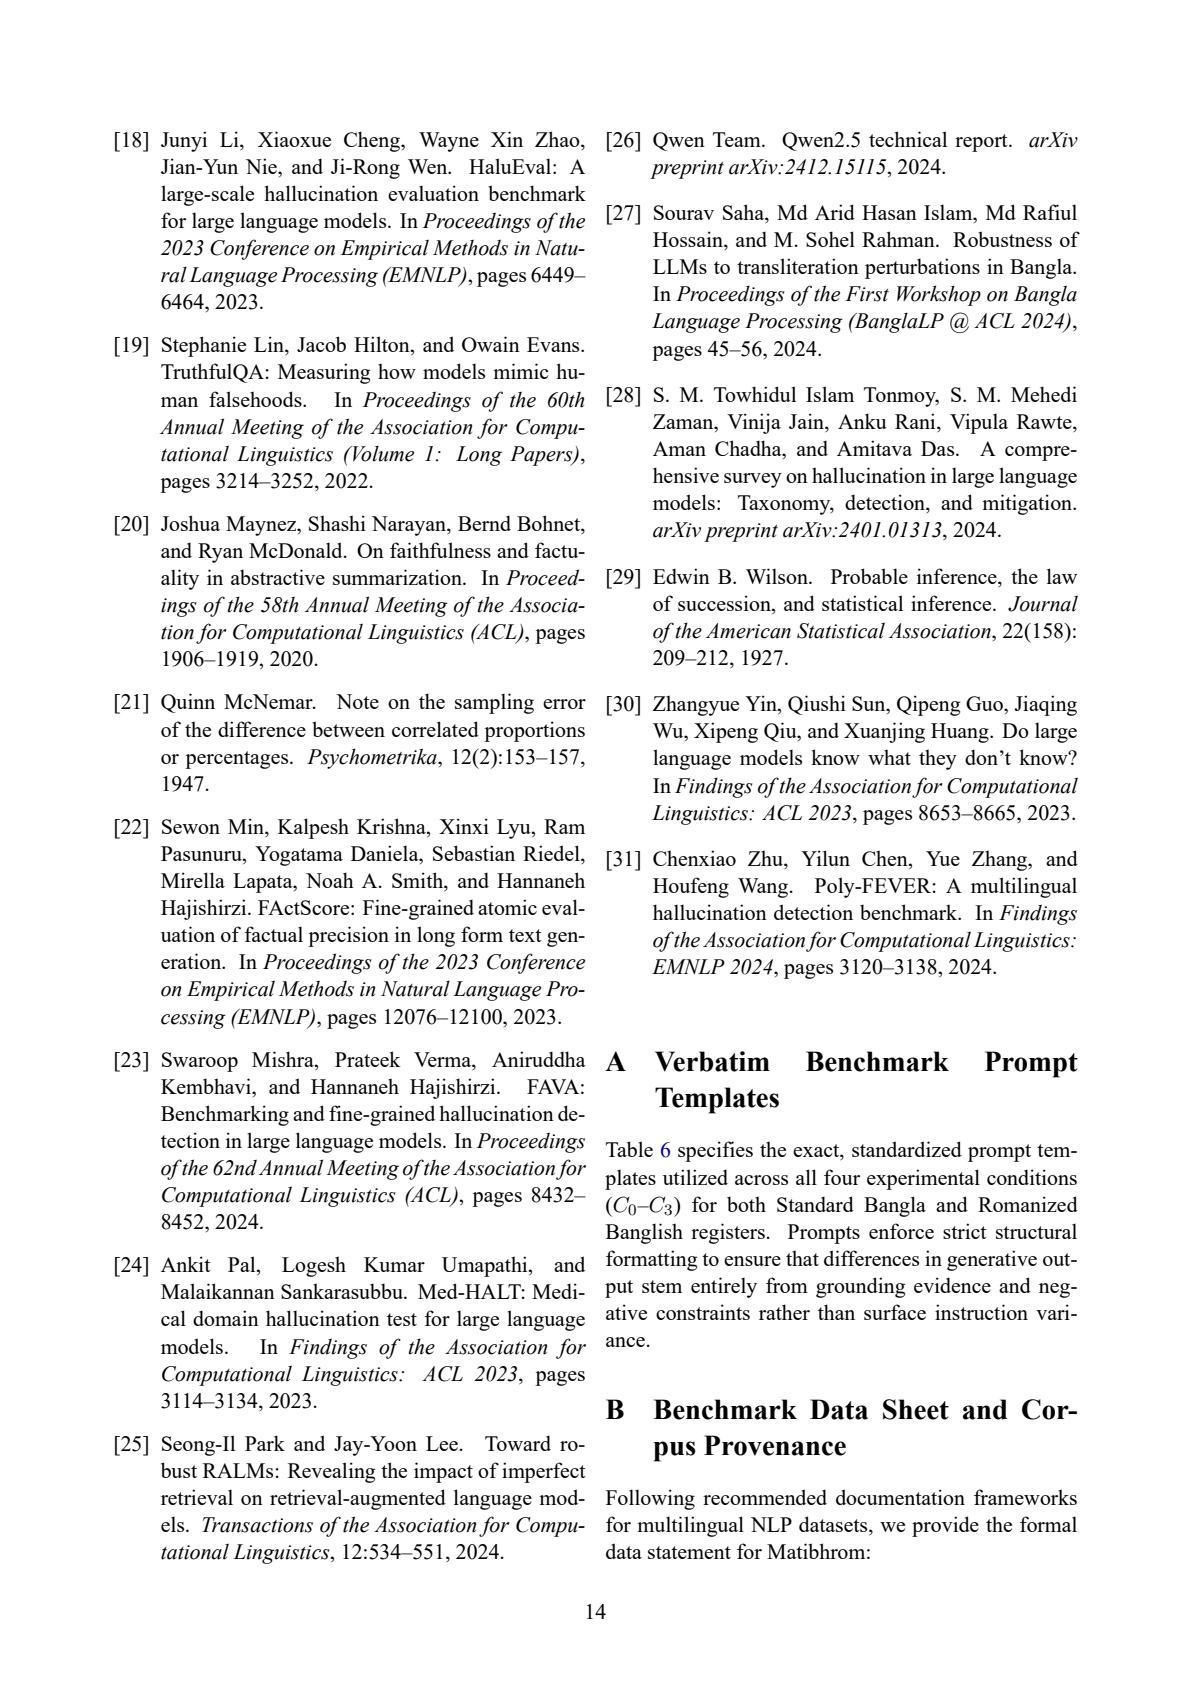 [18] Junyi Li, Xiaoxue Cheng, Wayne Xin Zhao,
Jian-Yun Nie, and Ji-Rong Wen. HaluEval: A
large-scale hallucination evaluation benchmark
for large language models. In Proceedings of the
2023 Conference on Empirical Methods in Natu-
ral Language Processing (EMNLP), pages 6449–
6464, 2023.
[19] Stephanie Lin, Jacob Hilton, and Owain Evans.
TruthfulQA: Measuring how models mimic hu-
man falsehoods. In Proceedings of the 60th
Annual Meeting of the Association for Compu-
tational Linguistics (Volume 1: Long Papers),
pages 3214–3252, 2022.
[20] Joshua Maynez, Shashi Narayan, Bernd Bohnet,
and Ryan McDonald. On faithfulness and factu-
ality in abstractive summarization. In Proceed-
ings of the 58th Annual Meeting of the Associa-
tion for Computational Linguistics (ACL), pages
1906–1919, 2020.
[21] Quinn McNemar. Note on the sampling error
of the difference between correlated proportions
or percentages. Psychometrika, 12(2):153–157,
1947.
[22] Sewon Min, Kalpesh Krishna, Xinxi Lyu, Ram
Pasunuru, Yogatama Daniela, Sebastian Riedel,
Mirella Lapata, Noah A. Smith, and Hannaneh
Hajishirzi. FActScore: Fine-grained atomic eval-
uation of factual precision in long form text gen-
eration. In Proceedings of the 2023 Conference
on Empirical Methods in Natural Language Pro-
cessing (EMNLP), pages 12076–12100, 2023.
[23] Swaroop Mishra, Prateek Verma, Aniruddha
Kembhavi, and Hannaneh Hajishirzi. FAVA:
Benchmarking and fine-grained hallucination de-
tection in large language models. In Proceedings
of the 62nd Annual Meeting of the Association for
Computational Linguistics (ACL), pages 8432–
8452, 2024.
[24] Ankit Pal, Logesh Kumar Umapathi, and
Malaikannan Sankarasubbu. Med-HALT: Medi-
cal domain hallucination test for large language
models. In Findings of the Association for
Computational Linguistics: ACL 2023, pages
3114–3134, 2023.
[25] Seong-Il Park and Jay-Yoon Lee. Toward ro-
bust RALMs: Revealing the impact of imperfect
retrieval on retrieval-augmented language mod-
els. Transactions of the Association for Compu-
tational Linguistics, 12:534–551, 2024.
[26] Qwen Team. Qwen2.5 technical report. arXiv
preprint arXiv:2412.15115, 2024.
[27] Sourav Saha, Md Arid Hasan Islam, Md Rafiul
Hossain, and M. Sohel Rahman. Robustness of
LLMs to transliteration perturbations in Bangla.
In Proceedings of the First Workshop on Bangla
Language Processing (BanglaLP @ ACL 2024),
pages 45–56, 2024.
[28] S. M. Towhidul Islam Tonmoy, S. M. Mehedi
Zaman, Vinija Jain, Anku Rani, Vipula Rawte,
Aman Chadha, and Amitava Das. A compre-
hensive survey on hallucination in large language
models: Taxonomy, detection, and mitigation.
arXiv preprint arXiv:2401.01313, 2024.
[29] Edwin B. Wilson. Probable inference, the law
of succession, and statistical inference. Journal
of the American Statistical Association, 22(158):
209–212, 1927.
[30] Zhangyue Yin, Qiushi Sun, Qipeng Guo, Jiaqing
Wu, Xipeng Qiu, and Xuanjing Huang. Do large
language models know what they don’t know?
In Findings of the Association for Computational
Linguistics: ACL 2023, pages 8653–8665, 2023.
[31] Chenxiao Zhu, Yilun Chen, Yue Zhang, and
Houfeng Wang. Poly-FEVER: A multilingual
hallucination detection benchmark. In Findings
of the Association for Computational Linguistics:
EMNLP 2024, pages 3120–3138, 2024.
A Verbatim Benchmark Prompt
Templates
Table 6 specifies the exact, standardized prompt tem-
plates utilized across all four experimental conditions
(C₀–C₃) for both Standard Bangla and Romanized
Banglish registers. Prompts enforce strict structural
formatting to ensure that differences in generative out-
put stem entirely from grounding evidence and neg-
ative constraints rather than surface instruction vari-
ance.
B Benchmark Data Sheet and Cor-
pus Provenance
Following recommended documentation frameworks
for multilingual NLP datasets, we provide the formal
data statement for Matibhrom:
14